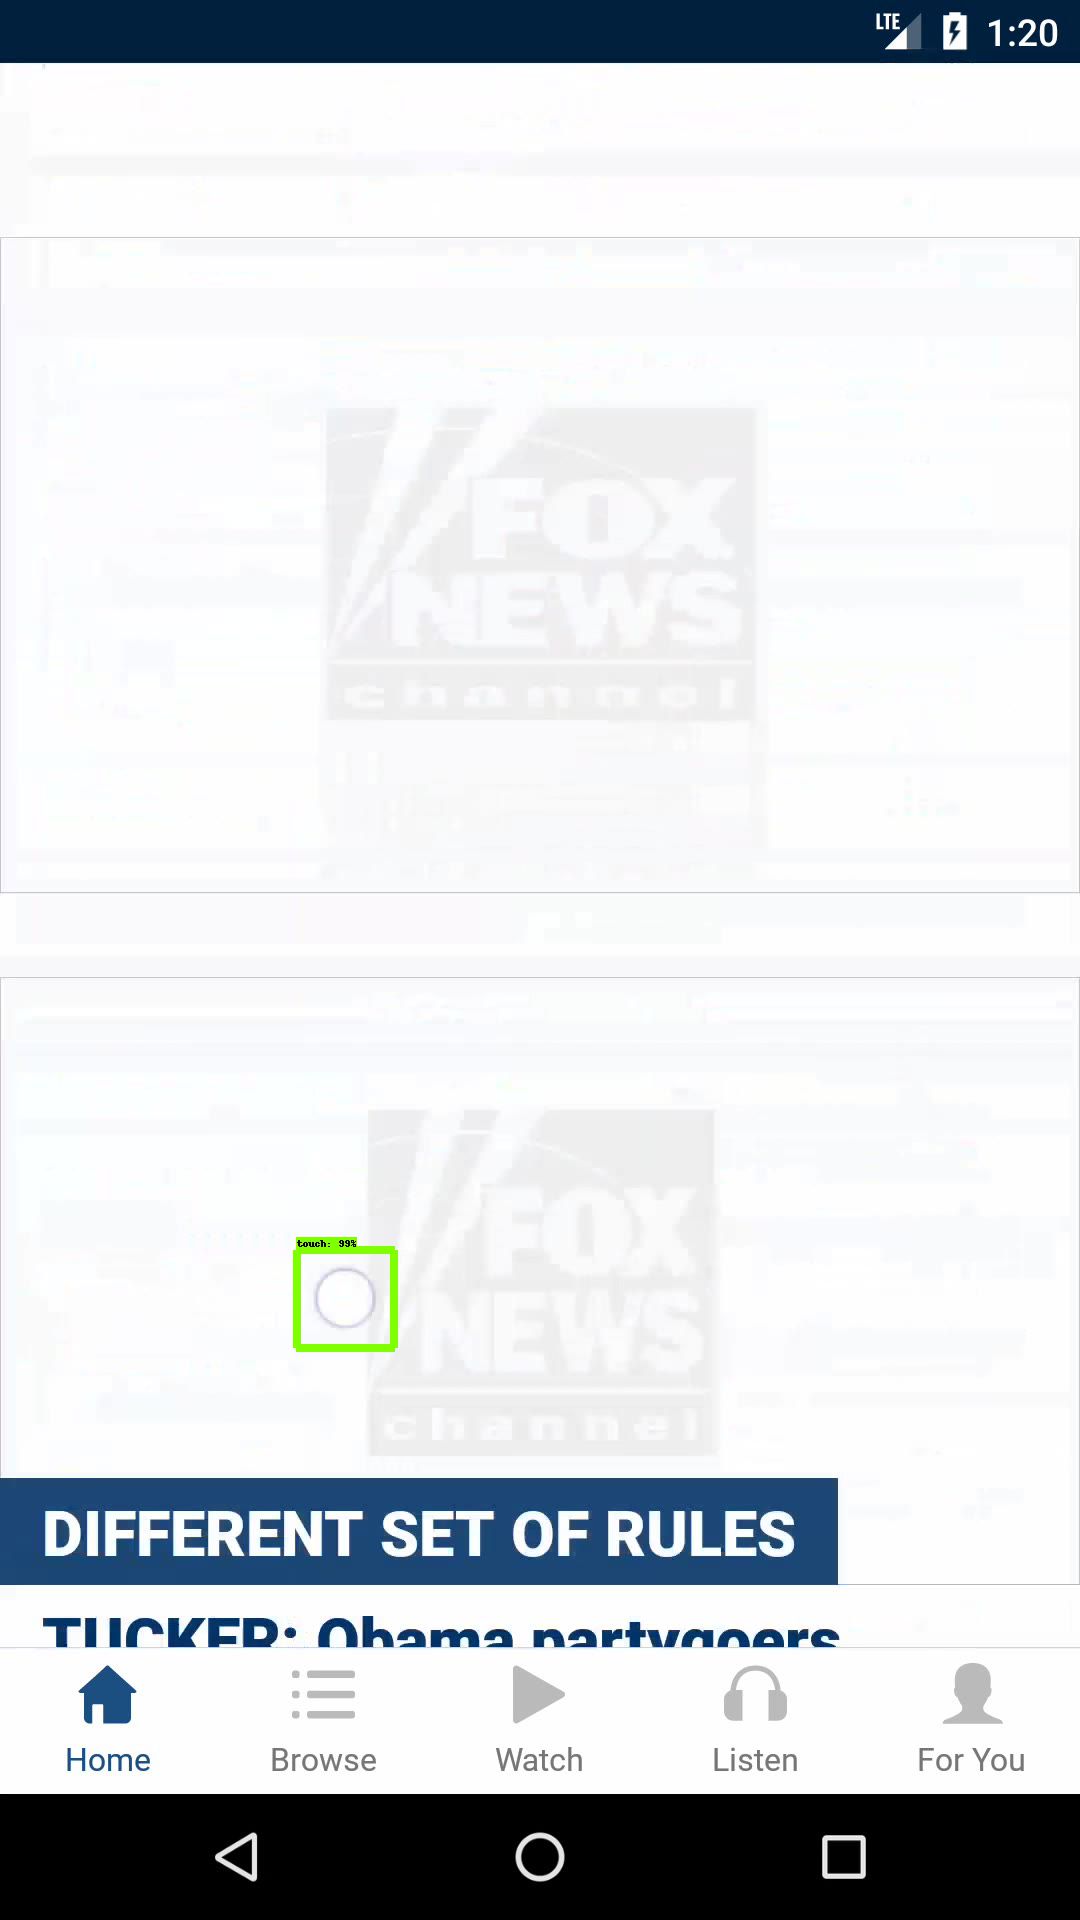 LTE 1:20
FOX
NEWS
channel
touch: 99%
FOX
NEWS
channel
DIFFERENT SET OF RULES
TUCKER: Obama partygoers
Home Browse Watch Listen For You